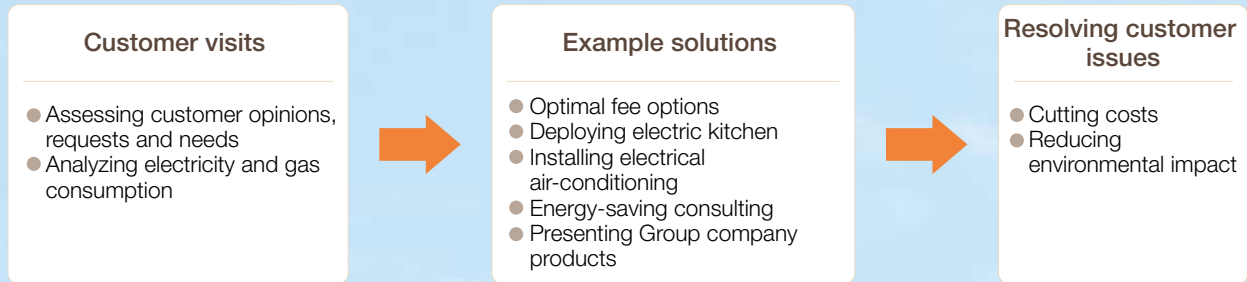 Customer visits
● Assessing customer opinions,
requests and needs
● Analyzing electricity and gas
consumption
Example solutions
● Optimal fee options
● Deploying electric kitchen
● Installing electrical
air-conditioning
● Energy-saving consulting
● Presenting Group company
products
Resolving customer
issues
● Cutting costs
● Reducing
environmental impact